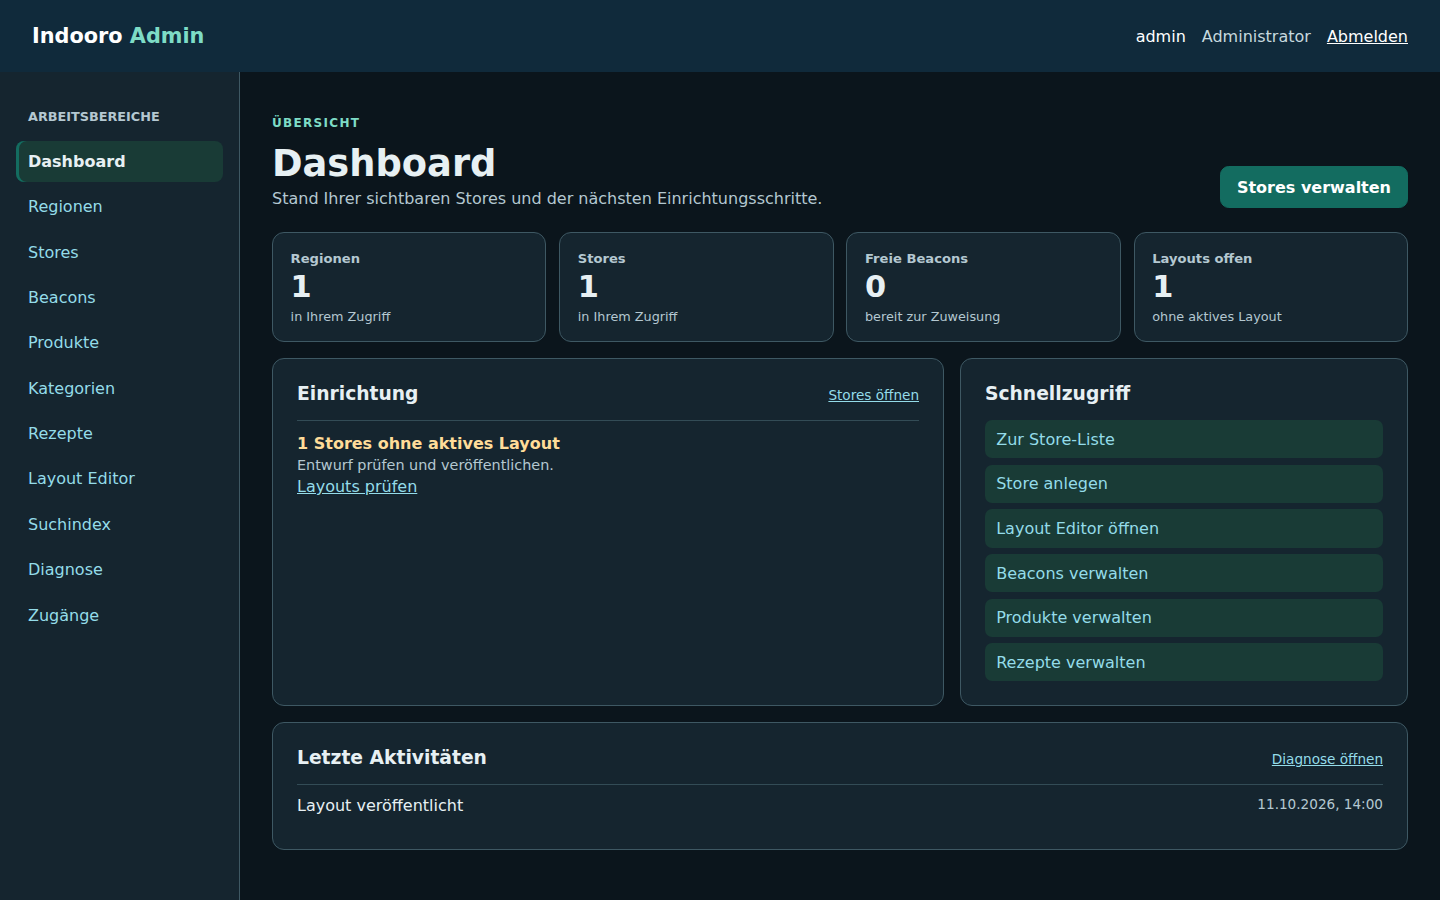 Indooro Admin
admin Administrator Abmelden
ARBEITSBEREICHE
Dashboard
Regionen
Stores
Beacons
Produkte
Kategorien
Rezepte
Layout Editor
Suchindex
Diagnose
Zugänge
ÜBERSICHT
Dashboard
Stand Ihrer sichtbaren Stores und der nächsten Einrichtungsschritte.
Stores verwalten
Regionen
1
in Ihrem Zugriff
Stores
1
in Ihrem Zugriff
Freie Beacons
0
bereit zur Zuweisung
Layouts offen
1
ohne aktives Layout
Einrichtung
Stores öffnen
1 Stores ohne aktives Layout
Entwurf prüfen und veröffentlichen.
Layouts prüfen
Schnellzugriff
Zur Store-Liste
Store anlegen
Layout Editor öffnen
Beacons verwalten
Produkte verwalten
Rezepte verwalten
Letzte Aktivitäten
Diagnose öffnen
Layout veröffentlicht
11.10.2026, 14:00